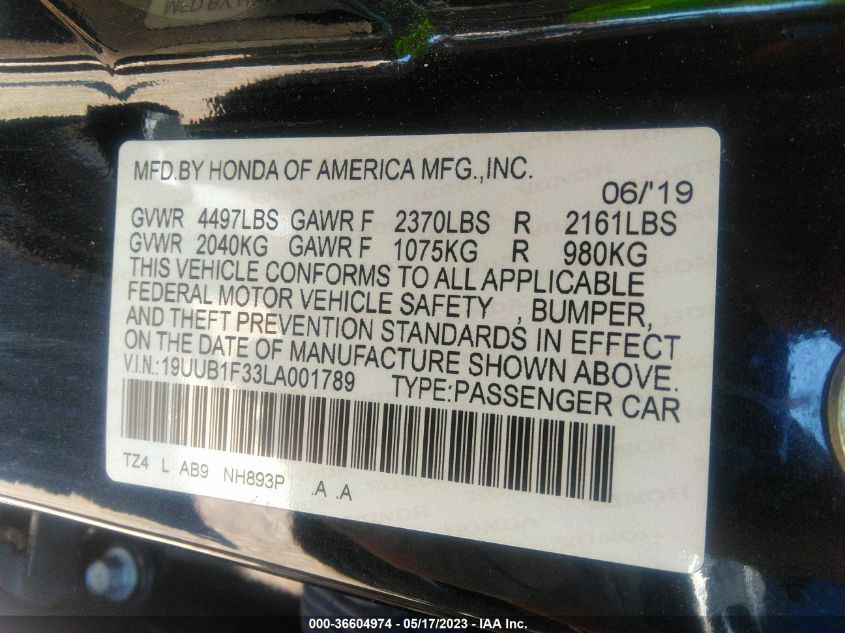 MFD.BY HONDA OF AMERICA MFG.,INC.
06/'19
GVWR 4497LBS GAWR F 2370LBS R 2161LBS
GVWR 2040KG GAWR F 1075KG R 980KG
THIS VEHICLE CONFORMS TO ALL APPLICABLE
FEDERAL MOTOR VEHICLE SAFETY , BUMPER,
AND THEFT PREVENTION STANDARDS IN EFFECT
ON THE DATE OF MANUFACTURE SHOWN ABOVE.
V.I.N.:19UUB1F33LA001789 TYPE:PASSENGER CAR
TZ4 L AB9 NH893P .A .A
000-36604974 / 05/17/2023 — © IAA Inc.